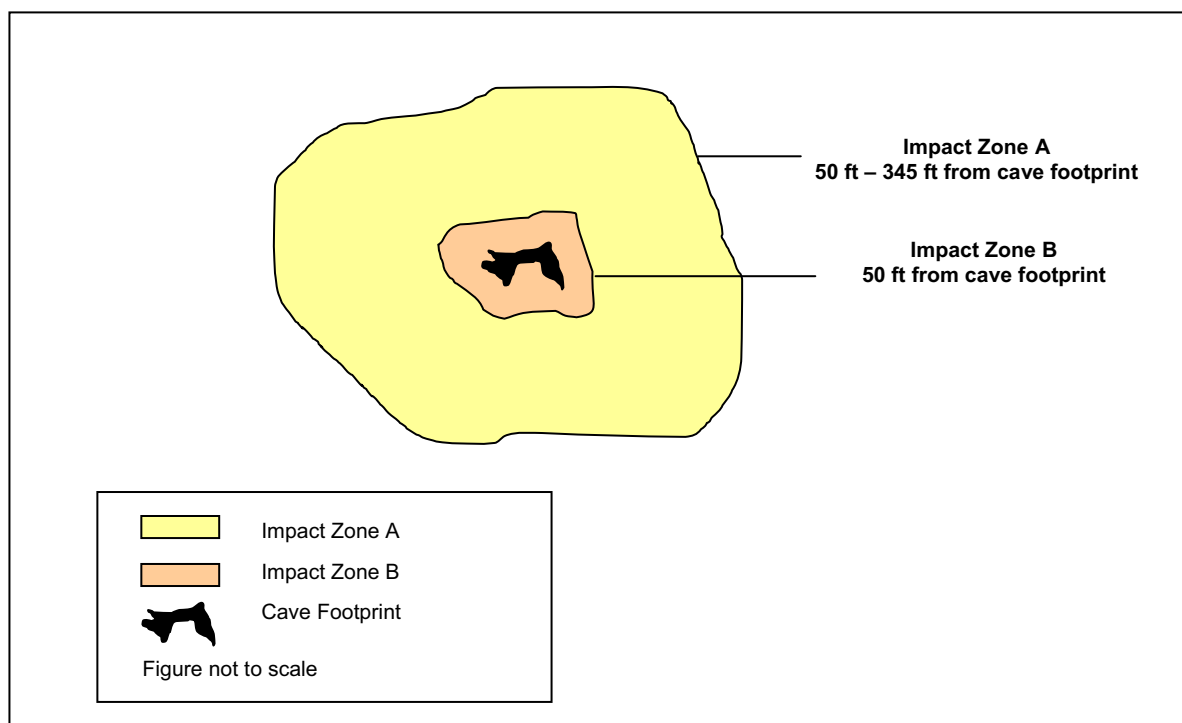 Impact Zone A
50 ft – 345 ft from cave footprint
Impact Zone B
50 ft from cave footprint
Impact Zone A
Impact Zone B
Cave Footprint
Figure not to scale